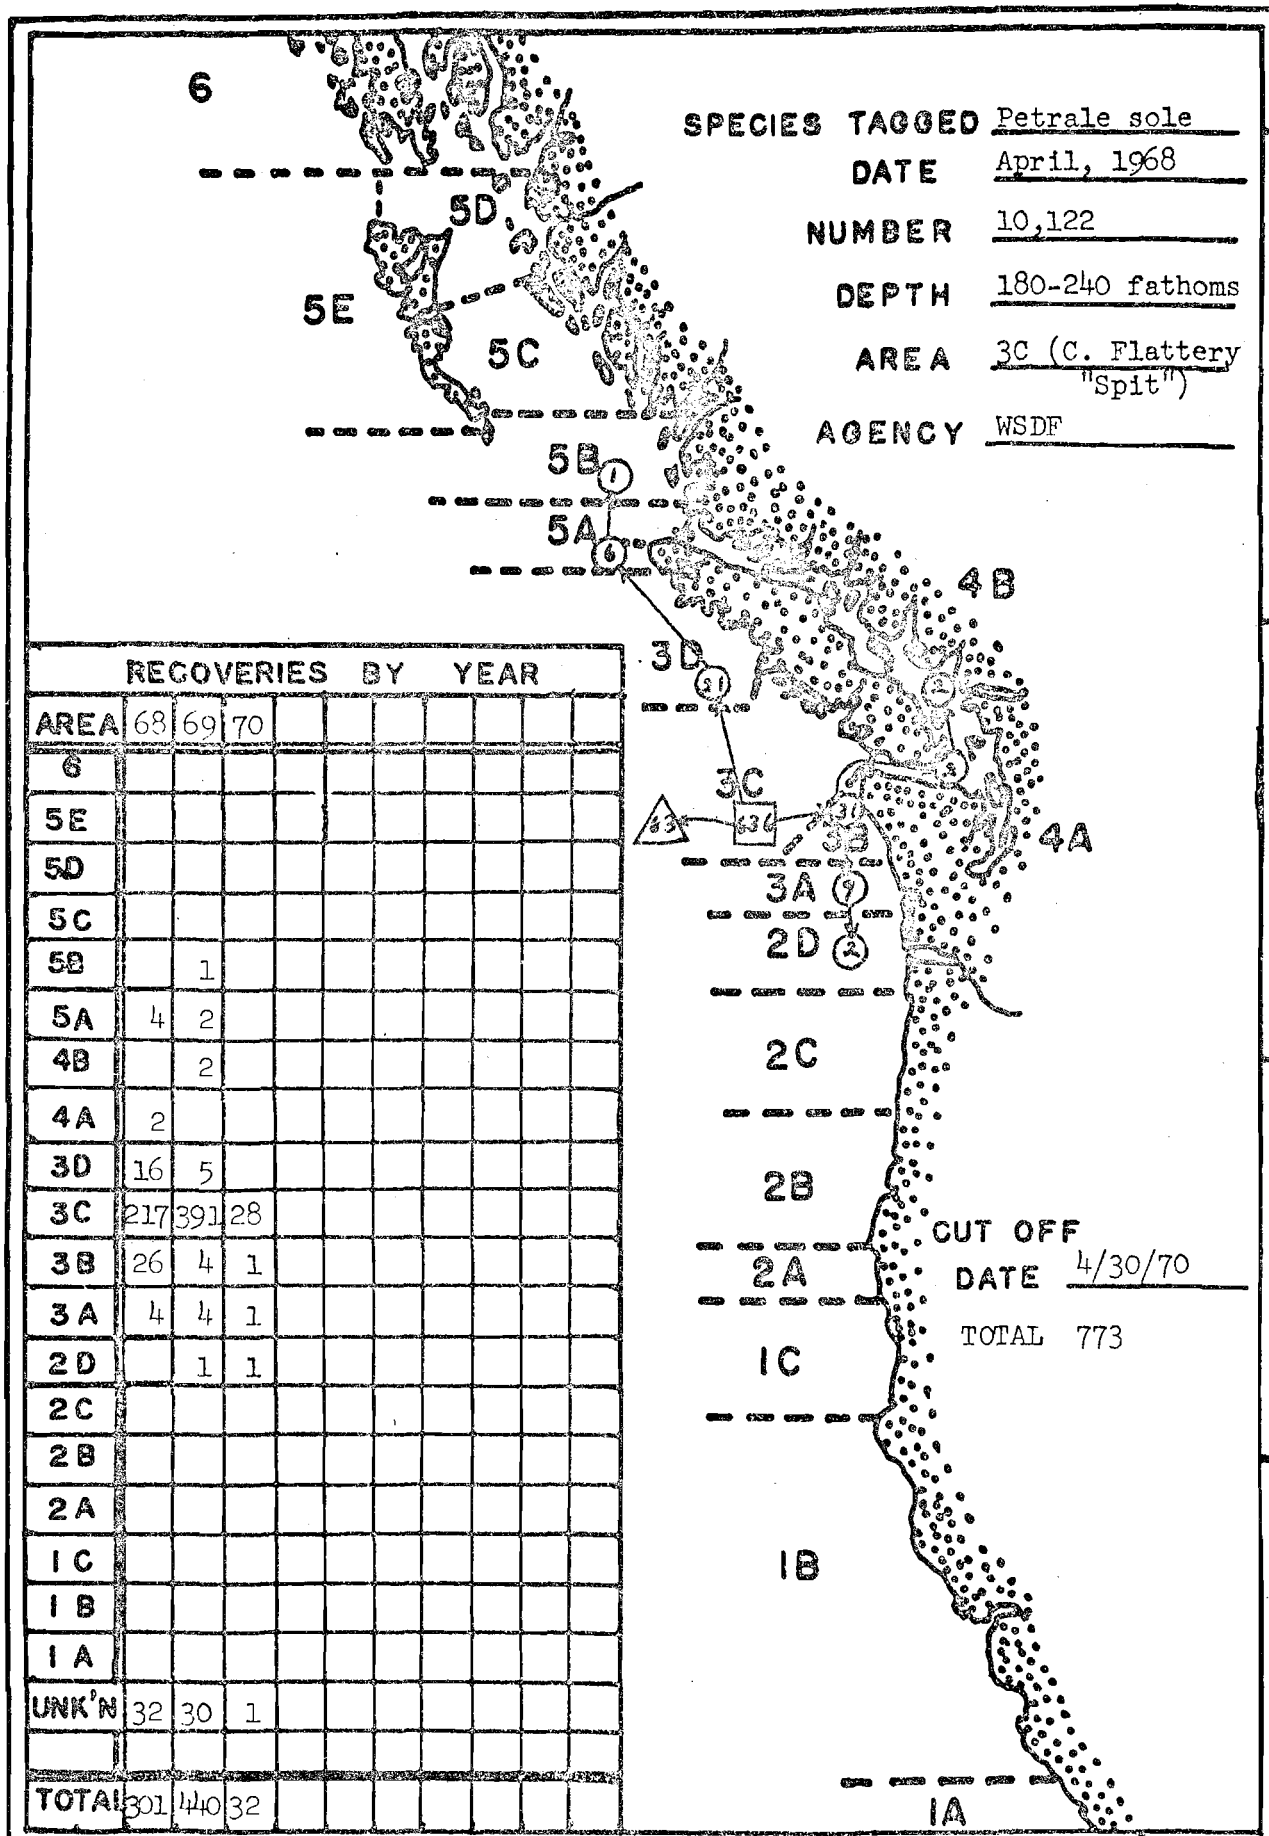 6
SPECIES TAGGED Petrale sole
DATE April, 1968
5D
NUMBER 10,122
5E
DEPTH 180-240 fathoms
5C
AREA 3C (C. Flattery
"Spit")
AGENCY WSDF
5B 1
5A 6
4B
3D
2
3C
3B
4A
3A 9
2D 2
2C
2B
2A
1C
1B
1A
CUT OFF
DATE 4/30/70
TOTAL 773
RECOVERIES BY YEAR
AREA 68 69 70
6
5E
5D
5C
5B 1
5A 4 2
4B 2
4A 2
3D 16 5
3C 217 391 28
3B 26 4 1
3A 4 4 1
2D 1 1
2C
2B
2A
1C
1B
1A
UNK'N 32 30 1
TOTAL 301 440 32